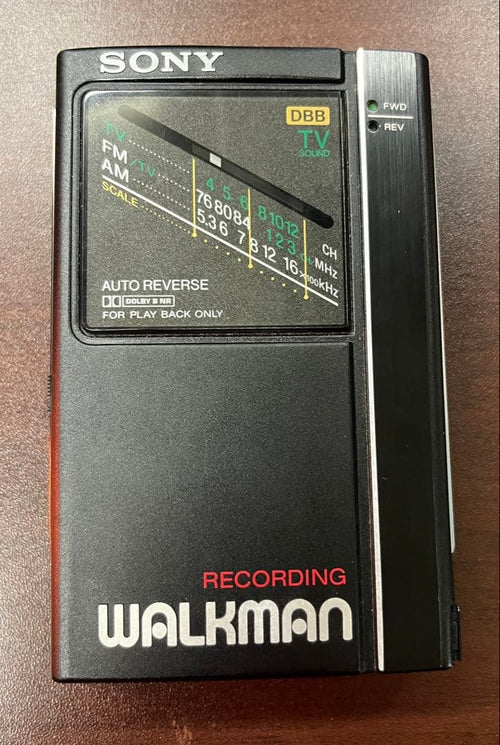 SONY
FWD
REV
DBB
TV
SOUND
TV
FM/TV
AM
SCALE
4 5 6 8 10 12 CH
76 80 84 1 2 3 TV MHz
5.3 6 7 8 12 16 ×100kHz
AUTO REVERSE
DOLBY B NR
FOR PLAY BACK ONLY
RECORDING
WALKMAN